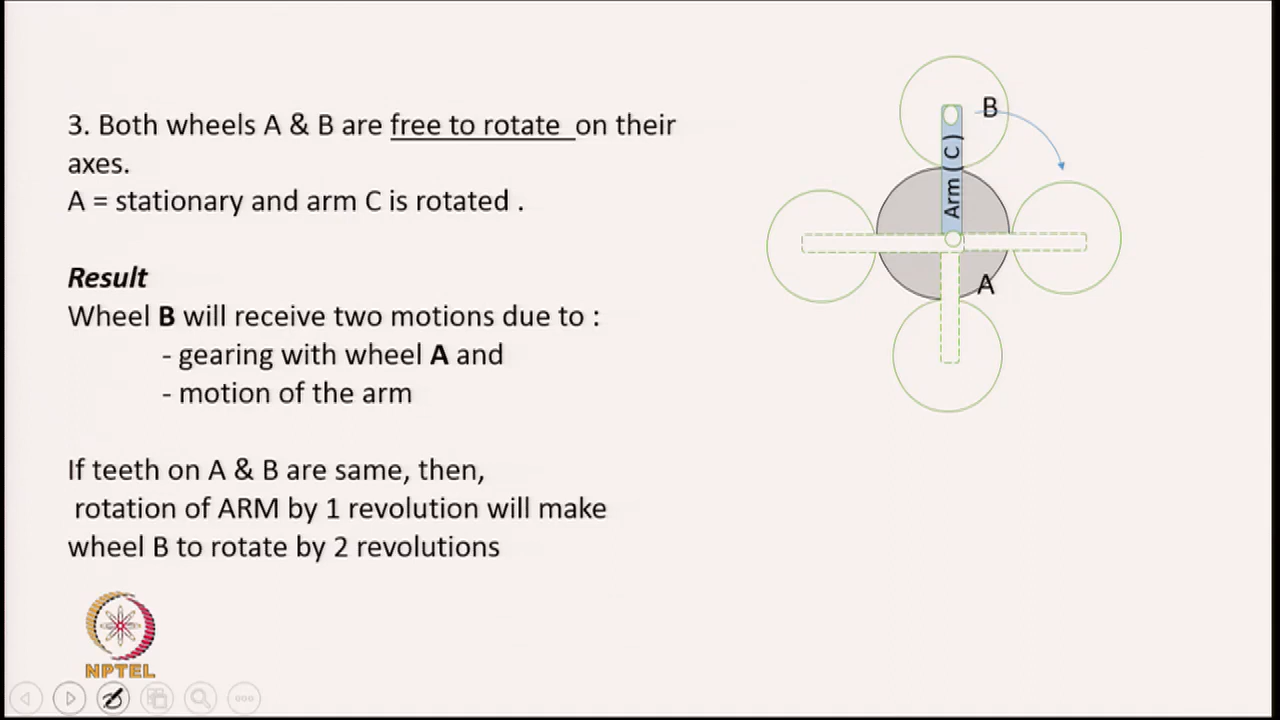 3. Both wheels A & B are free to rotate on their
axes.
A = stationary and arm C is rotated .
Result
Wheel B will receive two motions due to :
- gearing with wheel A and
- motion of the arm
If teeth on A & B are same, then,
rotation of ARM by 1 revolution will make
wheel B to rotate by 2 revolutions
B
Arm ( C )
A
NPTEL